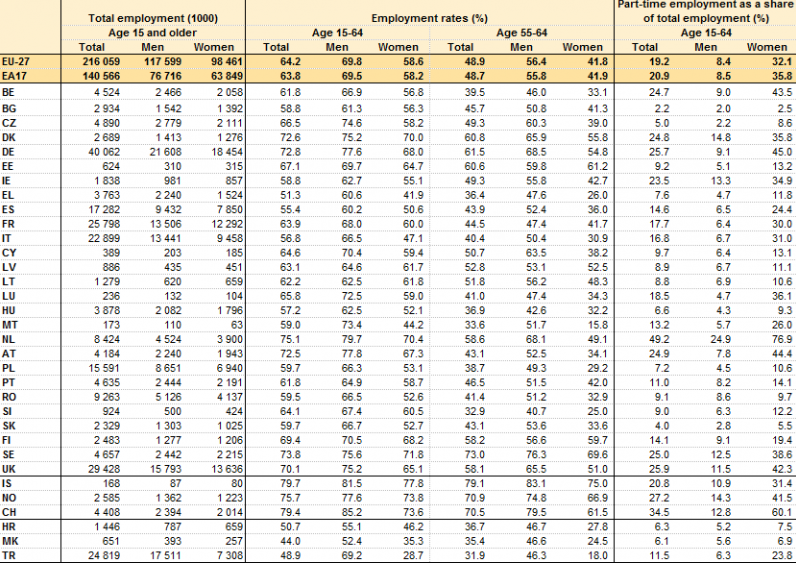 Part-time employment as a share
Total employment (1000) Employment rates (%) of total employment (%)
Age 15 and older Age 15-64 Age 55-64 Age 15-64
Total Men Women Total Men Women Total Men Women Total Men Women
EU-27 216 059 117 599 98 461 64.2 69.8 58.6 48.9 56.4 41.8 19.2 8.4 32.1
EA17 140 566 76 716 63 849 63.8 69.5 58.2 48.7 55.8 41.9 20.9 8.5 35.8
BE 4 524 2 466 2 058 61.8 66.9 56.8 39.5 46.0 33.1 24.7 9.0 43.5
BG 2 934 1 542 1 392 58.8 61.3 56.3 45.7 50.8 41.3 2.2 2.0 2.5
CZ 4 890 2 779 2 111 66.5 74.6 58.2 49.3 60.3 39.0 5.0 2.2 8.6
DK 2 689 1 413 1 276 72.6 75.2 70.0 60.8 65.9 55.8 24.8 14.8 35.8
DE 40 062 21 608 18 454 72.8 77.6 68.0 61.5 68.5 54.8 25.7 9.1 45.0
EE 624 310 315 67.1 69.7 64.7 60.6 59.8 61.2 9.2 5.1 13.2
IE 1 838 981 857 58.8 62.7 55.1 49.3 55.8 42.7 23.5 13.3 34.9
EL 3 763 2 240 1 524 51.3 60.6 41.9 36.4 47.6 26.0 7.6 4.7 11.8
ES 17 282 9 432 7 850 55.4 60.2 50.6 43.9 52.4 36.0 14.6 6.5 24.4
FR 25 798 13 506 12 292 63.9 68.0 60.0 44.5 47.4 41.7 17.7 6.4 30.0
IT 22 899 13 441 9 458 56.8 66.5 47.1 40.4 50.4 30.9 16.8 6.7 31.0
CY 389 203 185 64.6 70.4 59.4 50.7 63.5 38.2 9.7 6.4 13.1
LV 886 435 451 63.1 64.6 61.7 52.8 53.1 52.5 8.9 6.7 11.1
LT 1 279 620 659 62.2 62.5 61.8 51.8 56.2 48.3 8.8 6.9 10.6
LU 236 132 104 65.8 72.5 59.0 41.0 47.4 34.3 18.5 4.7 36.1
HU 3 878 2 082 1 796 57.2 62.5 52.1 36.9 42.6 32.2 6.6 4.3 9.3
MT 173 110 63 59.0 73.4 44.2 33.6 51.7 15.8 13.2 5.7 26.0
NL 8 424 4 524 3 900 75.1 79.7 70.4 58.6 68.1 49.1 49.2 24.9 76.9
AT 4 184 2 240 1 943 72.5 77.8 67.3 43.1 52.5 34.1 24.9 7.8 44.4
PL 15 591 8 651 6 940 59.7 66.3 53.1 38.7 49.3 29.2 7.2 4.5 10.6
PT 4 635 2 444 2 191 61.8 64.9 58.7 46.5 51.5 42.0 11.0 8.2 14.1
RO 9 263 5 126 4 137 59.5 66.5 52.6 41.4 51.2 32.9 9.1 8.6 9.7
SI 924 500 424 64.1 67.4 60.5 32.9 40.7 25.0 9.0 6.3 12.2
SK 2 329 1 303 1 025 59.7 66.7 52.7 43.1 53.6 33.6 4.0 2.8 5.5
FI 2 483 1 277 1 206 69.4 70.5 68.2 58.2 56.6 59.7 14.1 9.1 19.4
SE 4 657 2 442 2 215 73.8 75.6 71.8 73.0 76.3 69.6 25.0 12.5 38.6
UK 29 428 15 793 13 636 70.1 75.2 65.1 58.1 65.5 51.0 25.9 11.5 42.3
IS 168 87 80 79.7 81.5 77.8 79.1 83.1 75.0 20.8 10.9 31.4
NO 2 585 1 362 1 223 75.7 77.6 73.8 70.9 74.8 66.9 27.2 14.3 41.5
CH 4 408 2 394 2 014 79.4 85.2 73.6 70.5 79.5 61.5 34.5 12.8 60.1
HR 1 446 787 659 50.7 55.1 46.2 36.7 46.7 27.8 6.3 5.2 7.5
MK 651 393 257 44.0 52.4 35.3 35.4 46.6 24.5 6.1 5.6 6.9
TR 24 819 17 511 7 308 48.9 69.2 28.7 31.9 46.3 18.0 11.5 6.3 23.8